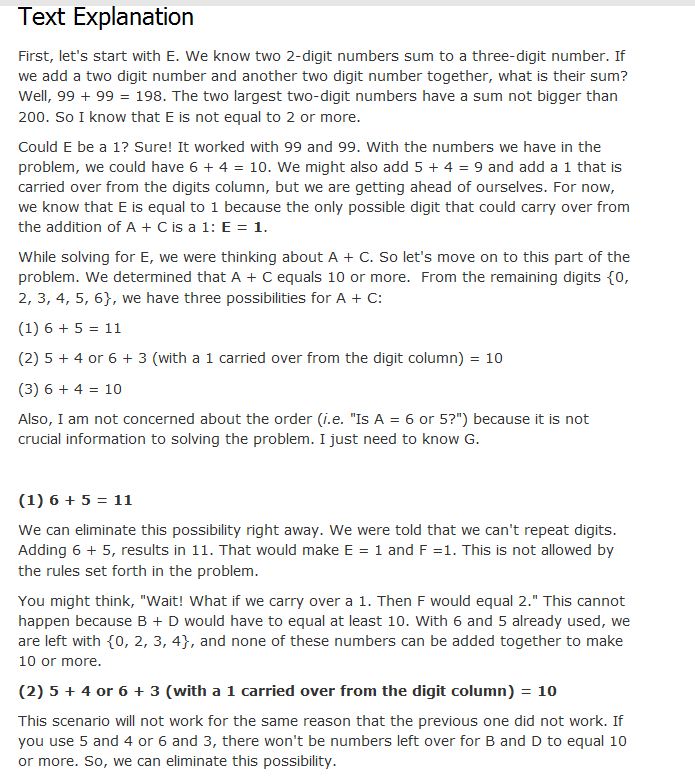 Text Explanation
First, let's start with E. We know two 2-digit numbers sum to a three-digit number. If
we add a two digit number and another two digit number together, what is their sum?
Well, 99 + 99 = 198. The two largest two-digit numbers have a sum not bigger than
200. So I know that E is not equal to 2 or more.
Could E be a 1? Sure! It worked with 99 and 99. With the numbers we have in the
problem, we could have 6 + 4 = 10. We might also add 5 + 4 = 9 and add a 1 that is
carried over from the digits column, but we are getting ahead of ourselves. For now,
we know that E is equal to 1 because the only possible digit that could carry over from
the addition of A + C is a 1: E = 1.
While solving for E, we were thinking about A + C. So let's move on to this part of the
problem. We determined that A + C equals 10 or more.  From the remaining digits {0,
2, 3, 4, 5, 6}, we have three possibilities for A + C:
(1) 6 + 5 = 11
(2) 5 + 4 or 6 + 3 (with a 1 carried over from the digit column) = 10
(3) 6 + 4 = 10
Also, I am not concerned about the order (i.e. "Is A = 6 or 5?") because it is not
crucial information to solving the problem. I just need to know G.
(1) 6 + 5 = 11
We can eliminate this possibility right away. We were told that we can't repeat digits.
Adding 6 + 5, results in 11. That would make E = 1 and F =1. This is not allowed by
the rules set forth in the problem.
You might think, "Wait! What if we carry over a 1. Then F would equal 2." This cannot
happen because B + D would have to equal at least 10. With 6 and 5 already used, we
are left with {0, 2, 3, 4}, and none of these numbers can be added together to make
10 or more.
(2) 5 + 4 or 6 + 3 (with a 1 carried over from the digit column) = 10
This scenario will not work for the same reason that the previous one did not work. If
you use 5 and 4 or 6 and 3, there won't be numbers left over for B and D to equal 10
or more. So, we can eliminate this possibility.